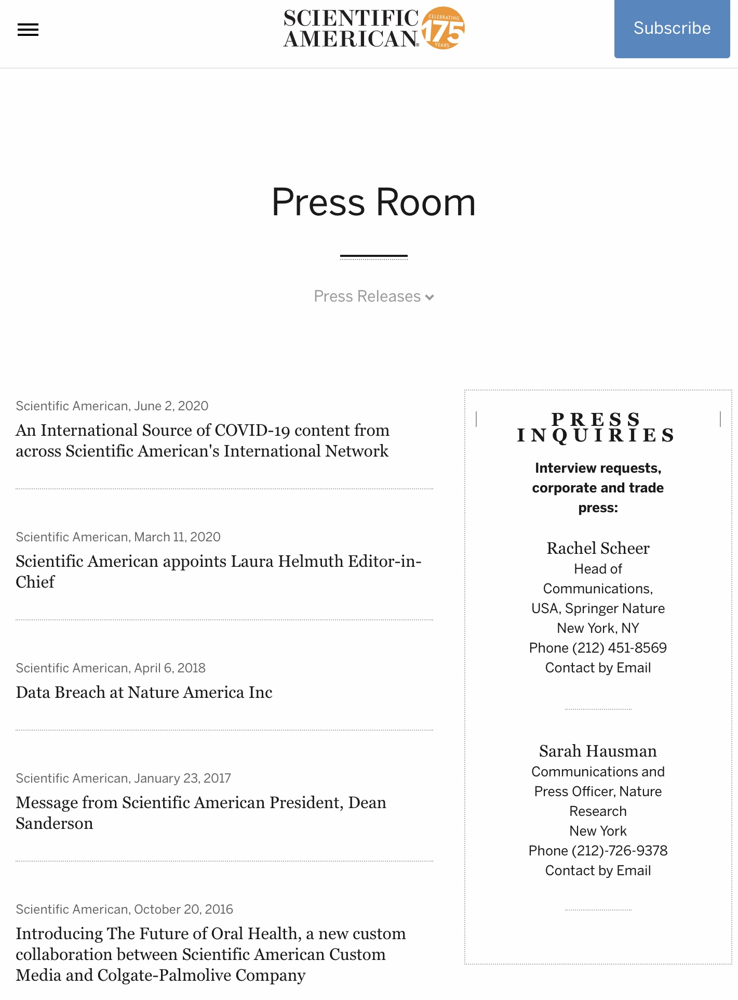 SCIENTIFIC
AMERICAN®
CELEBRATING
175
YEARS
Subscribe
Press Room
Press Releases
Scientific American, June 2, 2020
An International Source of COVID-19 content from
across Scientific American's International Network
Scientific American, March 11, 2020
Scientific American appoints Laura Helmuth Editor-in-
Chief
Scientific American, April 6, 2018
Data Breach at Nature America Inc
Scientific American, January 23, 2017
Message from Scientific American President, Dean
Sanderson
Scientific American, October 20, 2016
Introducing The Future of Oral Health, a new custom
collaboration between Scientific American Custom
Media and Colgate-Palmolive Company
PRESS
INQUIRIES
Interview requests,
corporate and trade
press:
Rachel Scheer
Head of
Communications,
USA, Springer Nature
New York, NY
Phone (212) 451-8569
Contact by Email
Sarah Hausman
Communications and
Press Officer, Nature
Research
New York
Phone (212)-726-9378
Contact by Email